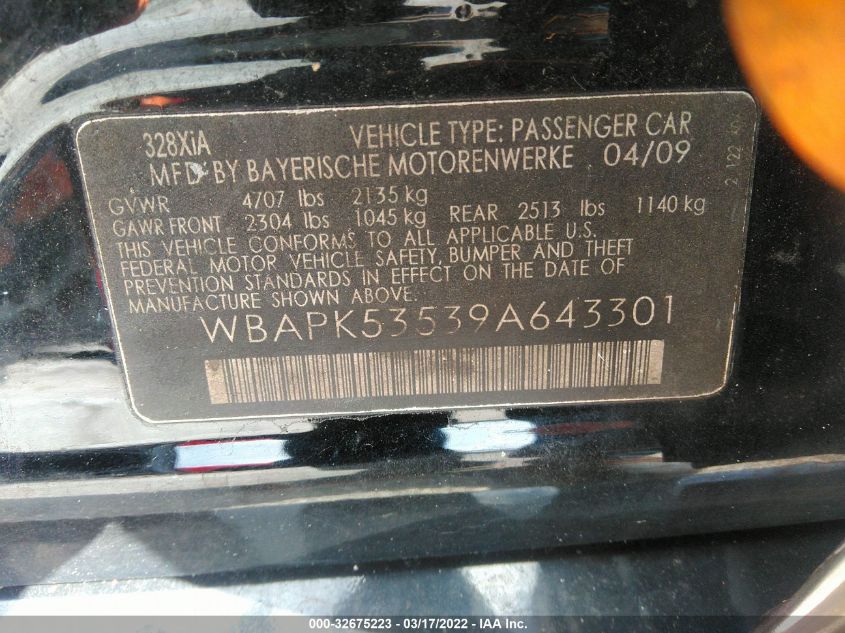 328XiA VEHICLE TYPE: PASSENGER CAR
MFD BY BAYERISCHE MOTORENWERKE 04/09
GVWR 4707 lbs 2135 kg
GAWR FRONT 2304 lbs 1045 kg REAR 2513 lbs 1140 kg
THIS VEHICLE CONFORMS TO ALL APPLICABLE U.S.
FEDERAL MOTOR VEHICLE SAFETY, BUMPER AND THEFT
PREVENTION STANDARDS IN EFFECT ON THE DATE OF
MANUFACTURE SHOWN ABOVE.
WBAPK53539A643301
000-32675223 - 03/17/2022 - IAA Inc.